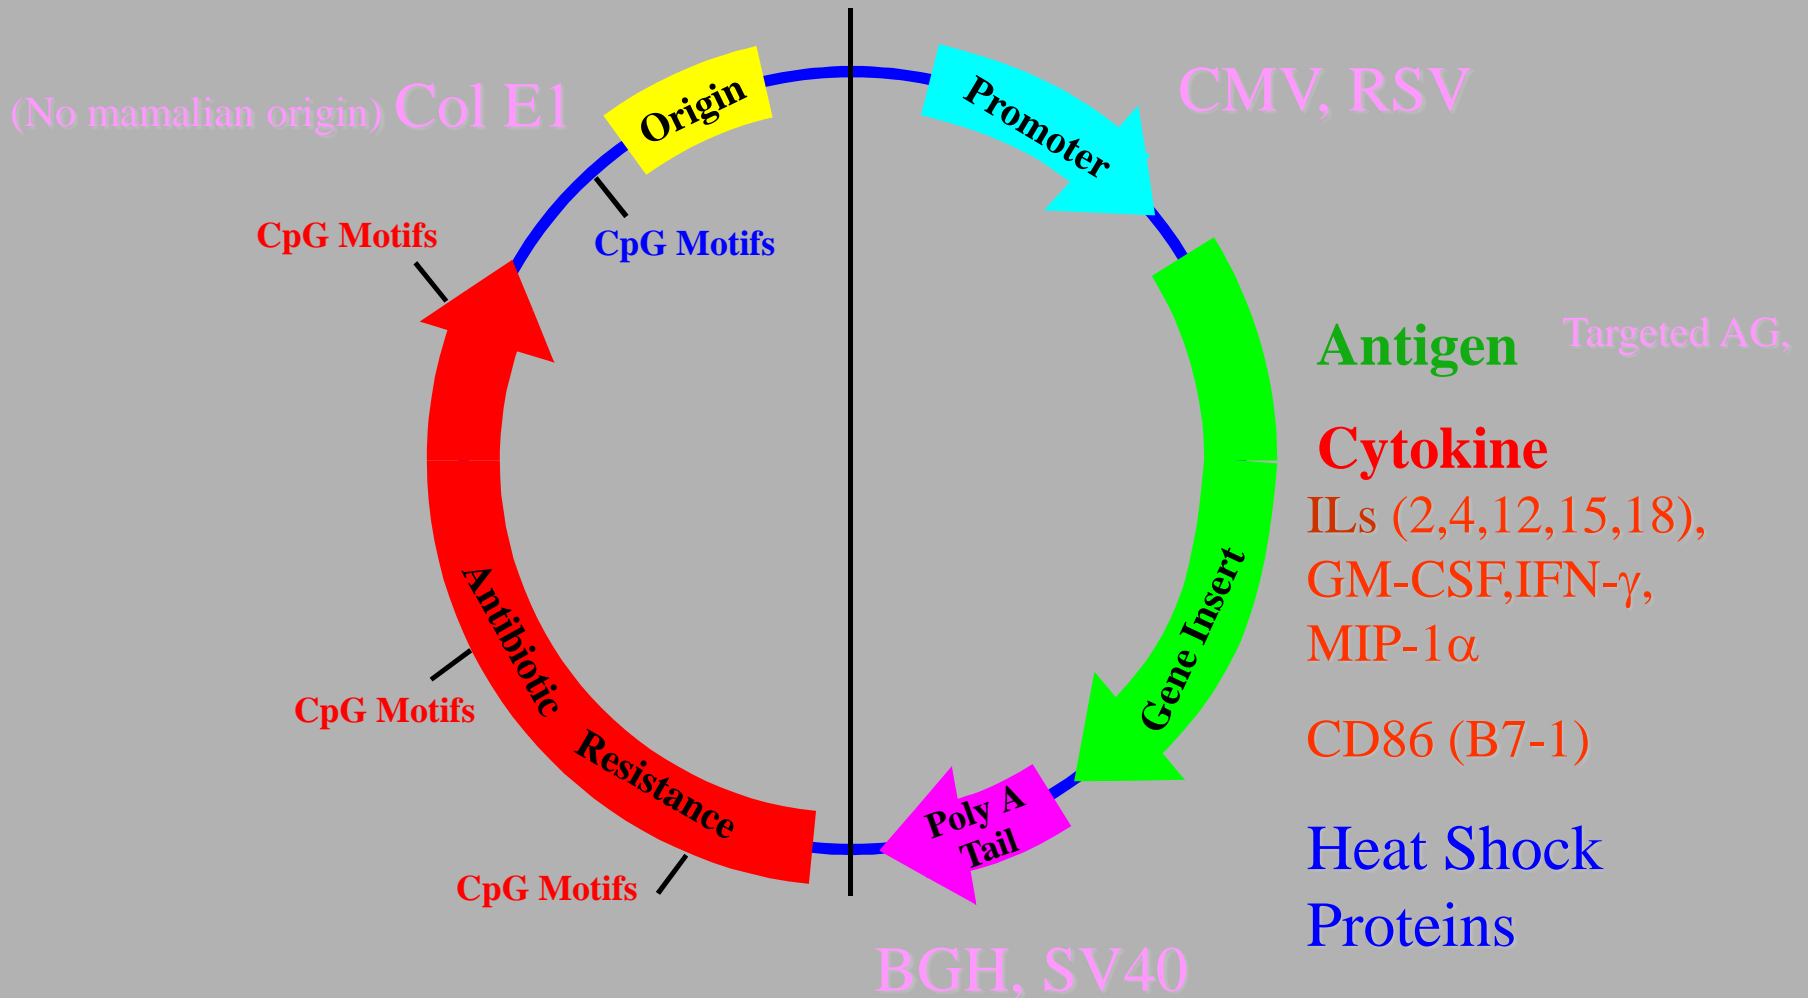 (No mamalian origin) Col E1
Origin
Promoter
CMV, RSV
CpG Motifs
CpG Motifs
Antigen
Targeted AG,
Cytokine
ILs (2,4,12,15,18),
GM-CSF,IFN-γ,
MIP-1α
CD86 (B7-1)
Heat Shock
Proteins
Gene Insert
Antibiotic Resistance
CpG Motifs
CpG Motifs
Poly A
Tail
BGH, SV40